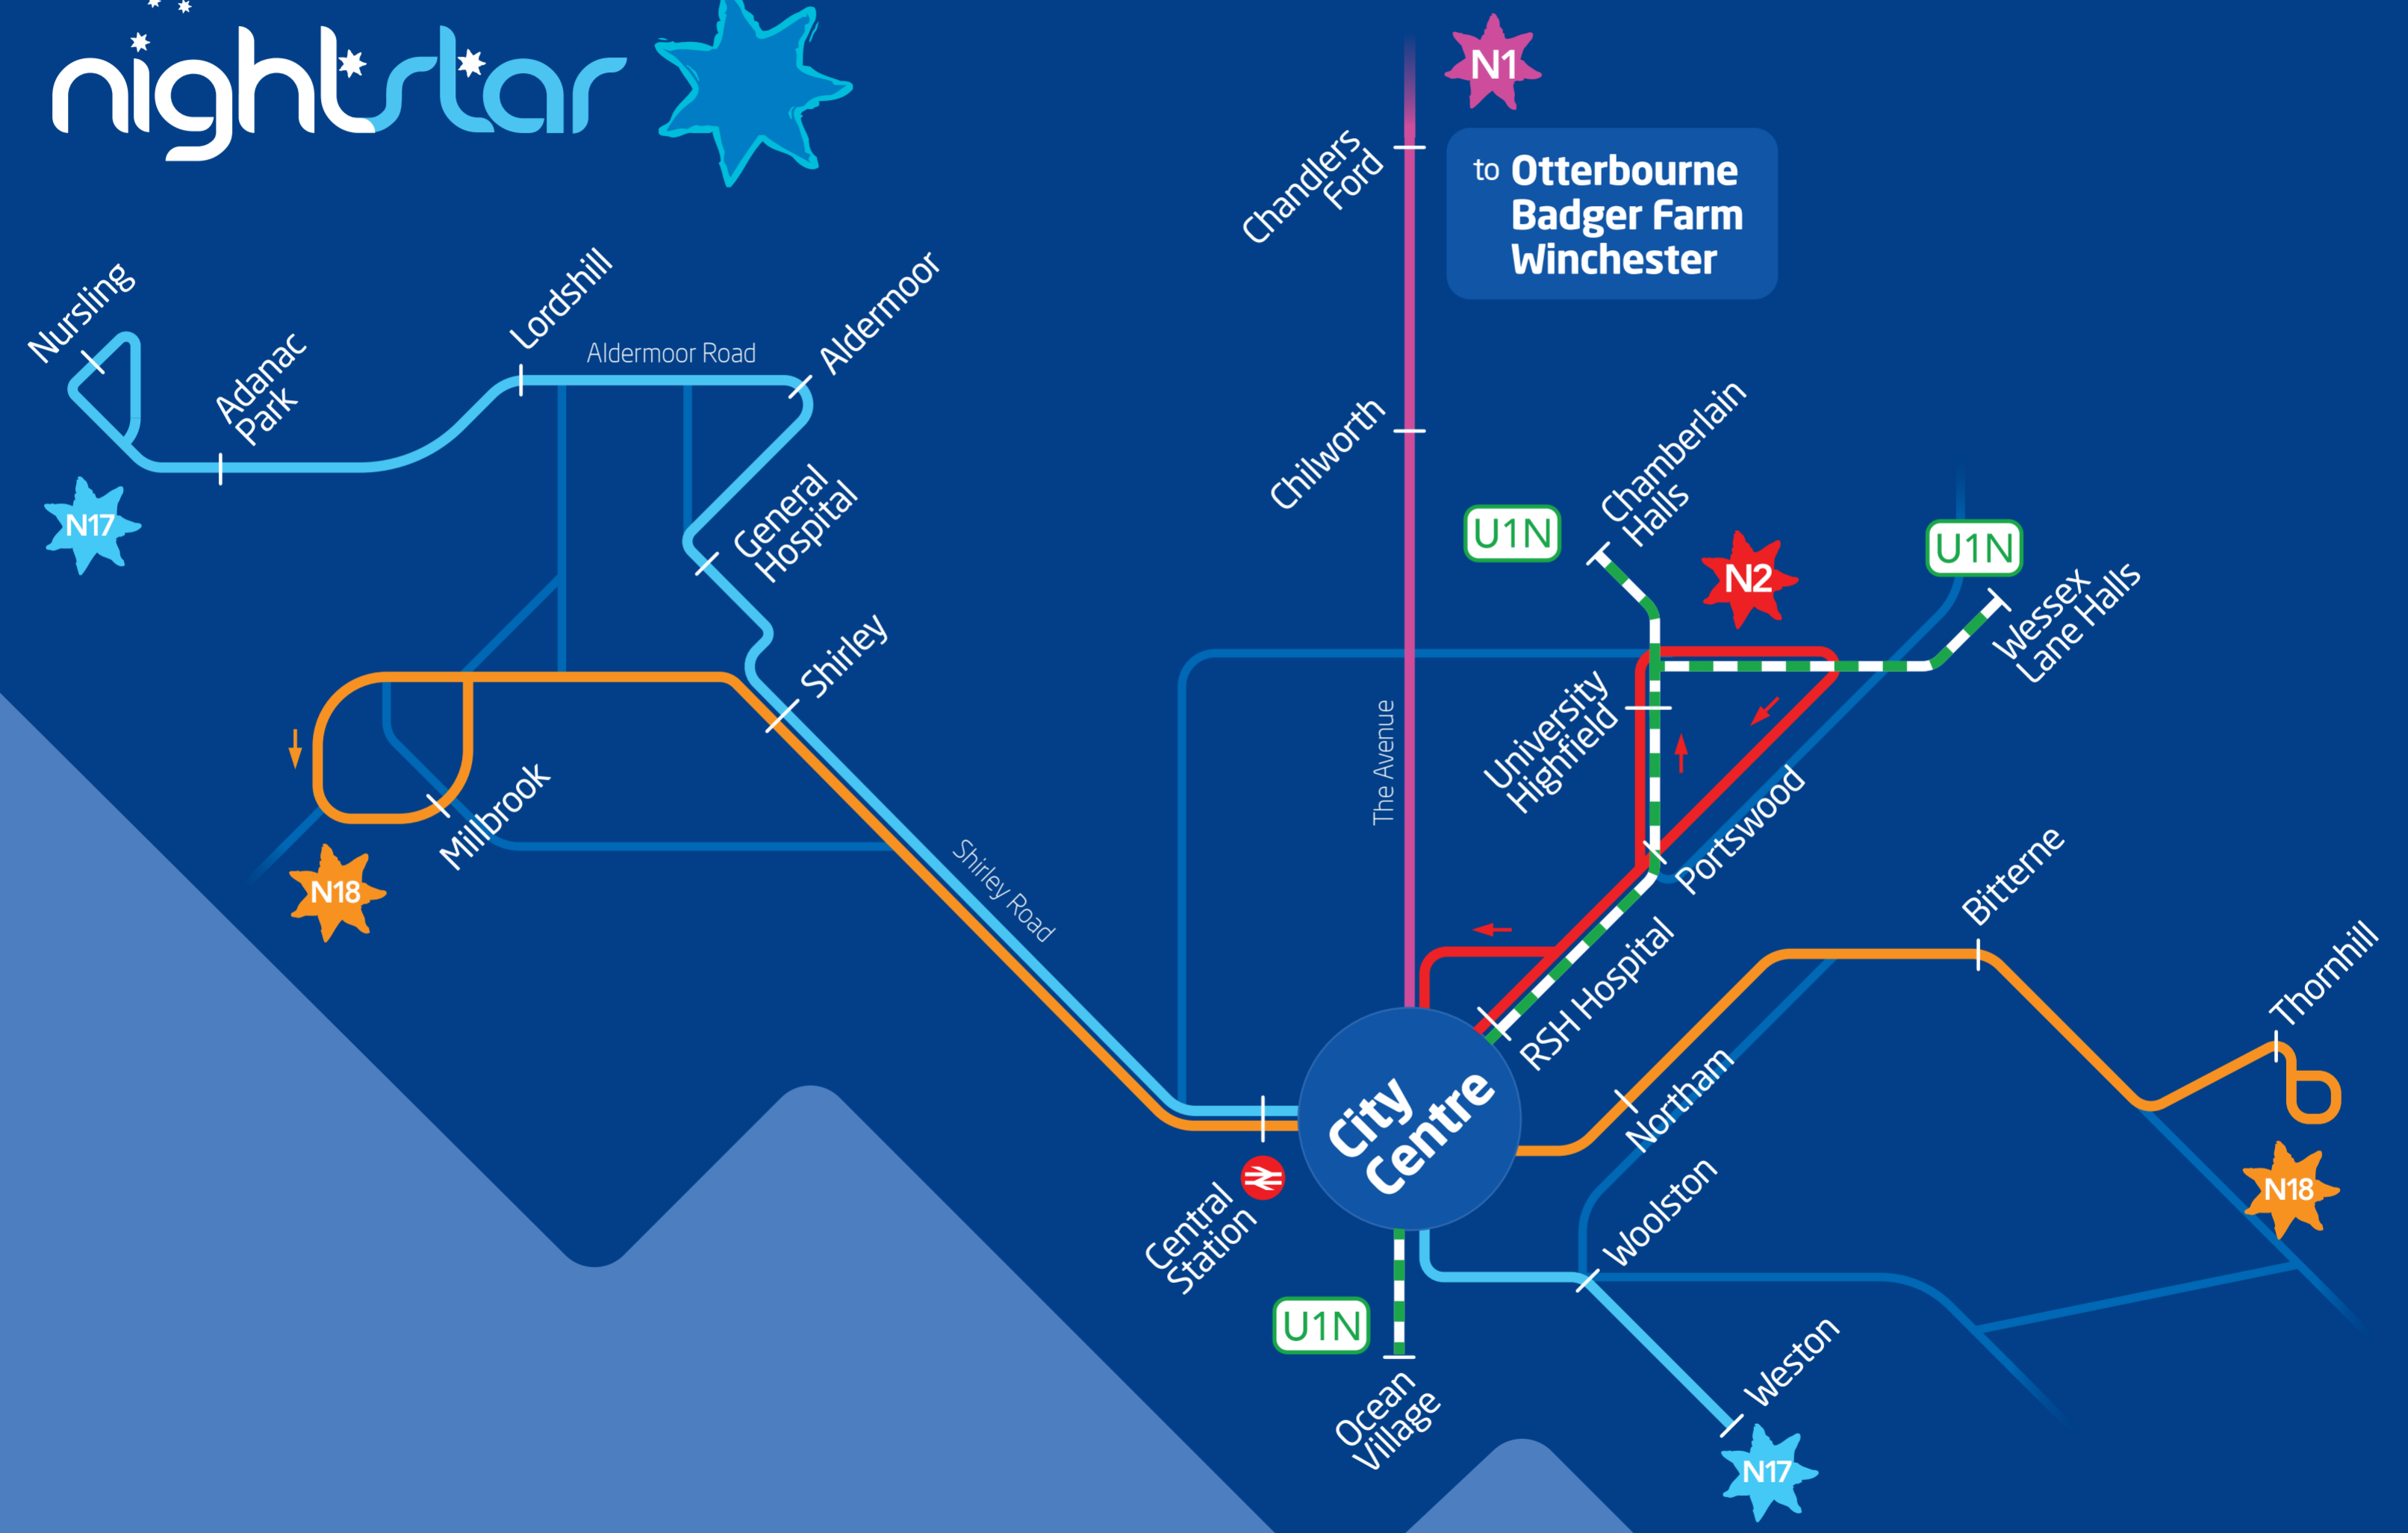 nightstar
N1
to Otterbourne
Badger Farm
Winchester
Chandlers
Ford
Nursling
Adanac
Park
Lordshill
Aldermoor Road
Aldermoor
N17
General
Hospital
Shirley
Chilworth
Chamberlain
Halls
U1N
N2
U1N
Wessex
Lane Halls
University
Highfield
The Avenue
Millbrook
N18
Shirley Road
Portswood
RSH Hospital
Bitterne
Thornhill
Northam
City
Centre
Woolston
N18
Central
Station
U1N
Ocean
Village
Weston
N17